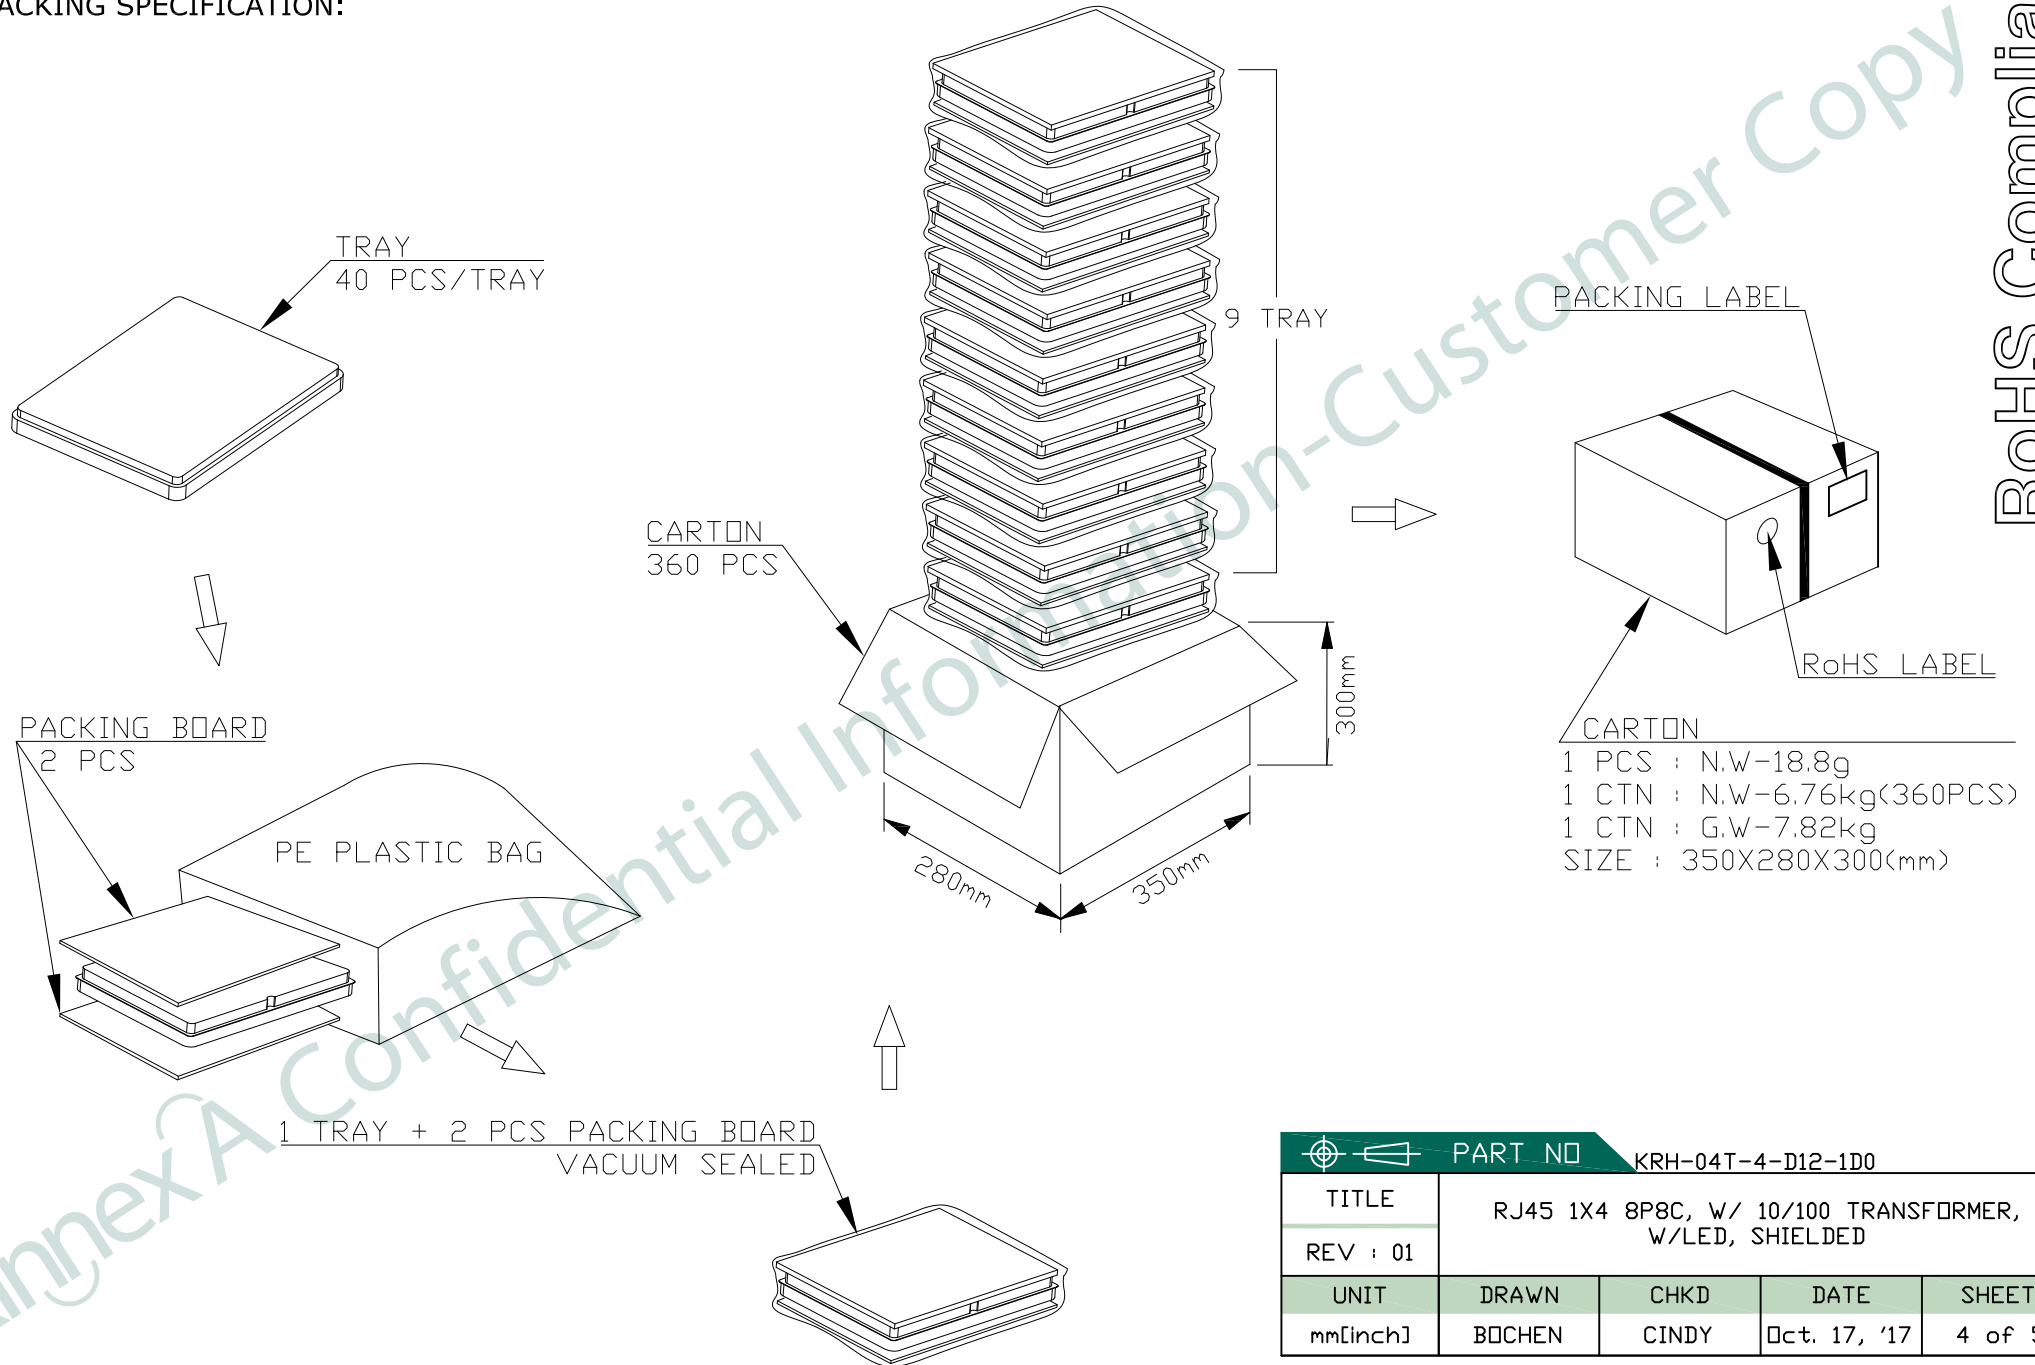 PACKING SPECIFICATION:
TRAY
40 PCS/TRAY
9 TRAY
PACKING LABEL
CARTON
360 PCS
300mm
280mm
350mm
RoHS LABEL
CARTON
1 PCS : N.W-18.8g
1 CTN : N.W-6.76kg(360PCS)
1 CTN : G.W-7.82kg
SIZE : 350X280X300(mm)
PACKING BOARD
2 PCS
PE PLASTIC BAG
1 TRAY + 2 PCS PACKING BOARD
VACUUM SEALED
RoHS
Confidential Information-Customer Copy
PART NO KRH-04T-4-D12-1D0
TITLE
RJ45 1X4 8P8C, W/ 10/100 TRANSFORMER,
W/LED, SHIELDED
REV : 01
UNIT DRAWN CHKD DATE SHEET
mm[inch] BOCHEN CINDY Oct. 17, '17 4 of 5